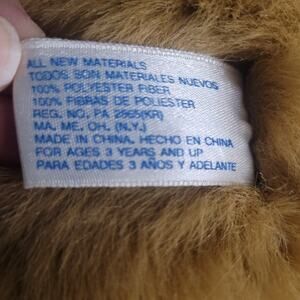 ALL NEW MATERIALS
TODOS SON MATERIALES NUEVOS
100% POLYESTER FIBER
100% FIBRAS DE POLIESTER
REG. NO, PA 2565(KR)
MA. ME. OH. (N.Y.)
MADE IN CHINA. HECHO EN CHINA
FOR AGES 3 YEARS AND UP
PARA EDADES 3 AÑOS Y ADELANTE